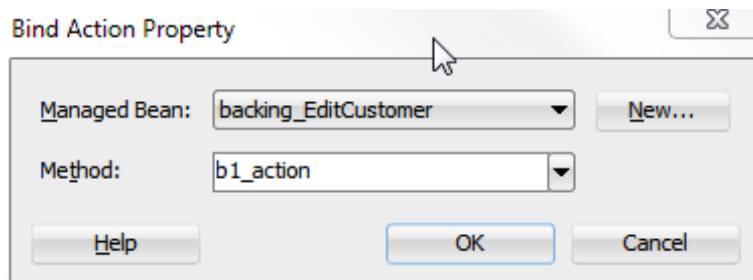 Bind Action Property
Managed Bean: backing_EditCustomer New...
Method: b1_action
Help OK Cancel